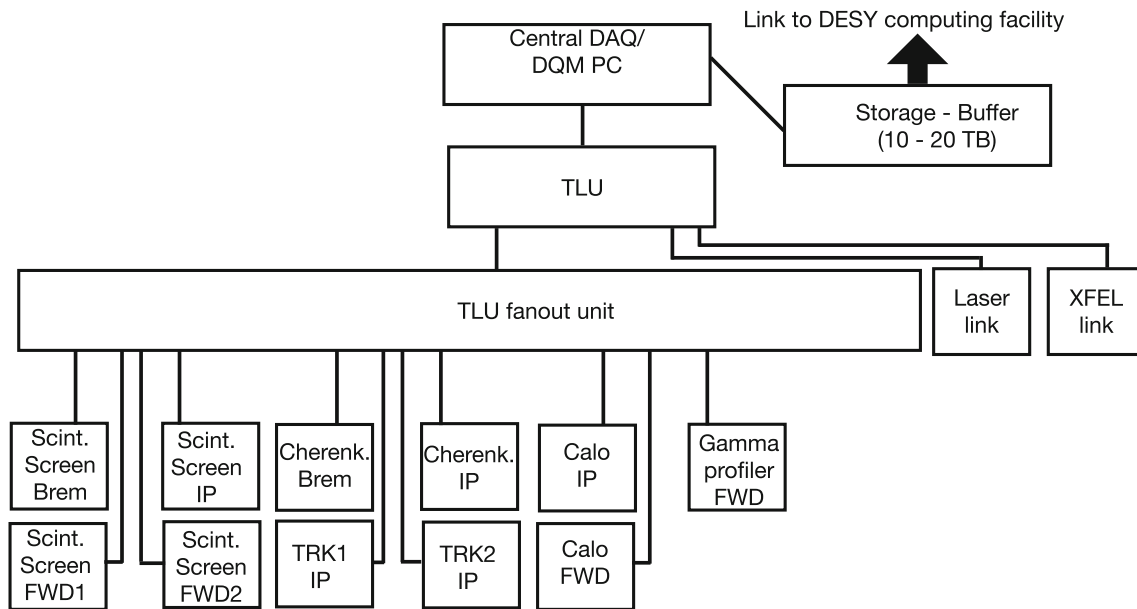 Link to DESY computing facility
Central DAQ/
DQM PC
Storage - Buffer
(10 - 20 TB)
TLU
TLU fanout unit
Laser
link
XFEL
link
Scint.
Screen
Brem
Scint.
Screen
IP
Cherenk.
Brem
Cherenk.
IP
Calo
IP
Gamma
profiler
FWD
Scint.
Screen
FWD1
Scint.
Screen
FWD2
TRK1
IP
TRK2
IP
Calo
FWD